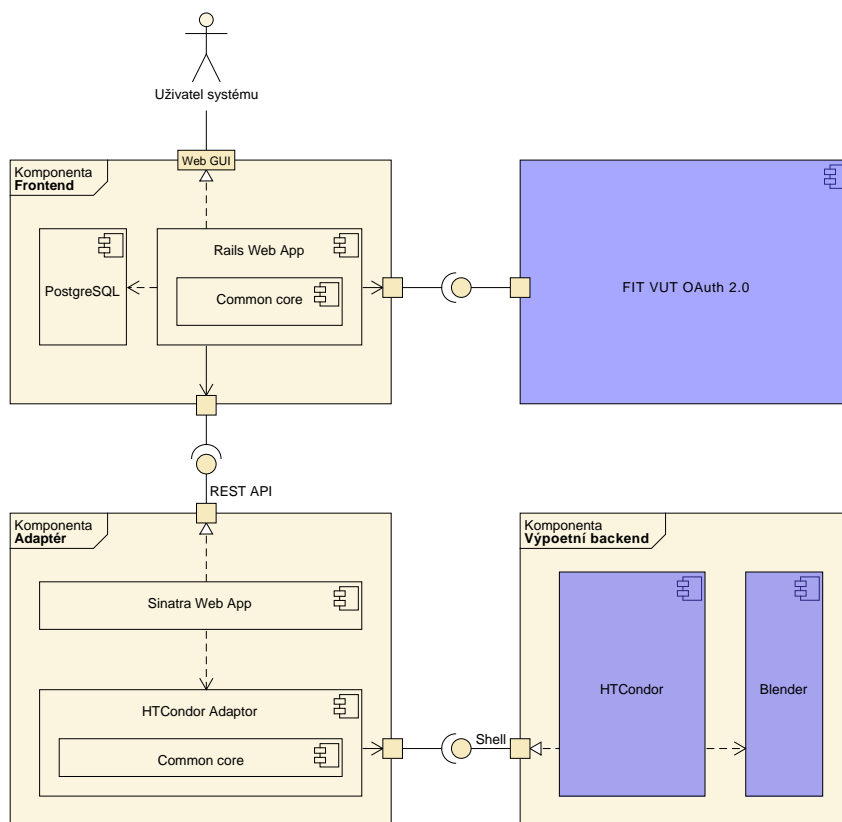 Uživatel systému
Web GUI
Komponenta
Frontend
PostgreSQL
Rails Web App
Common core
FIT VUT OAuth 2.0
REST API
Komponenta
Adaptér
Sinatra Web App
HTCondor Adaptor
Common core
Shell
Komponenta
Výpoetní backend
HTCondor
Blender